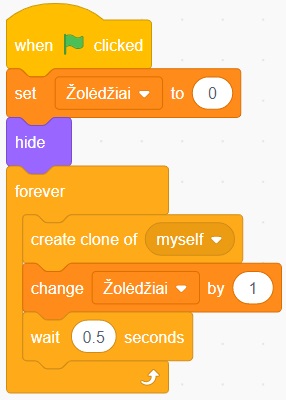 when clicked
set Žolėdžiai to 0
hide
forever
create clone of myself
change Žolėdžiai by 1
wait 0.5 seconds